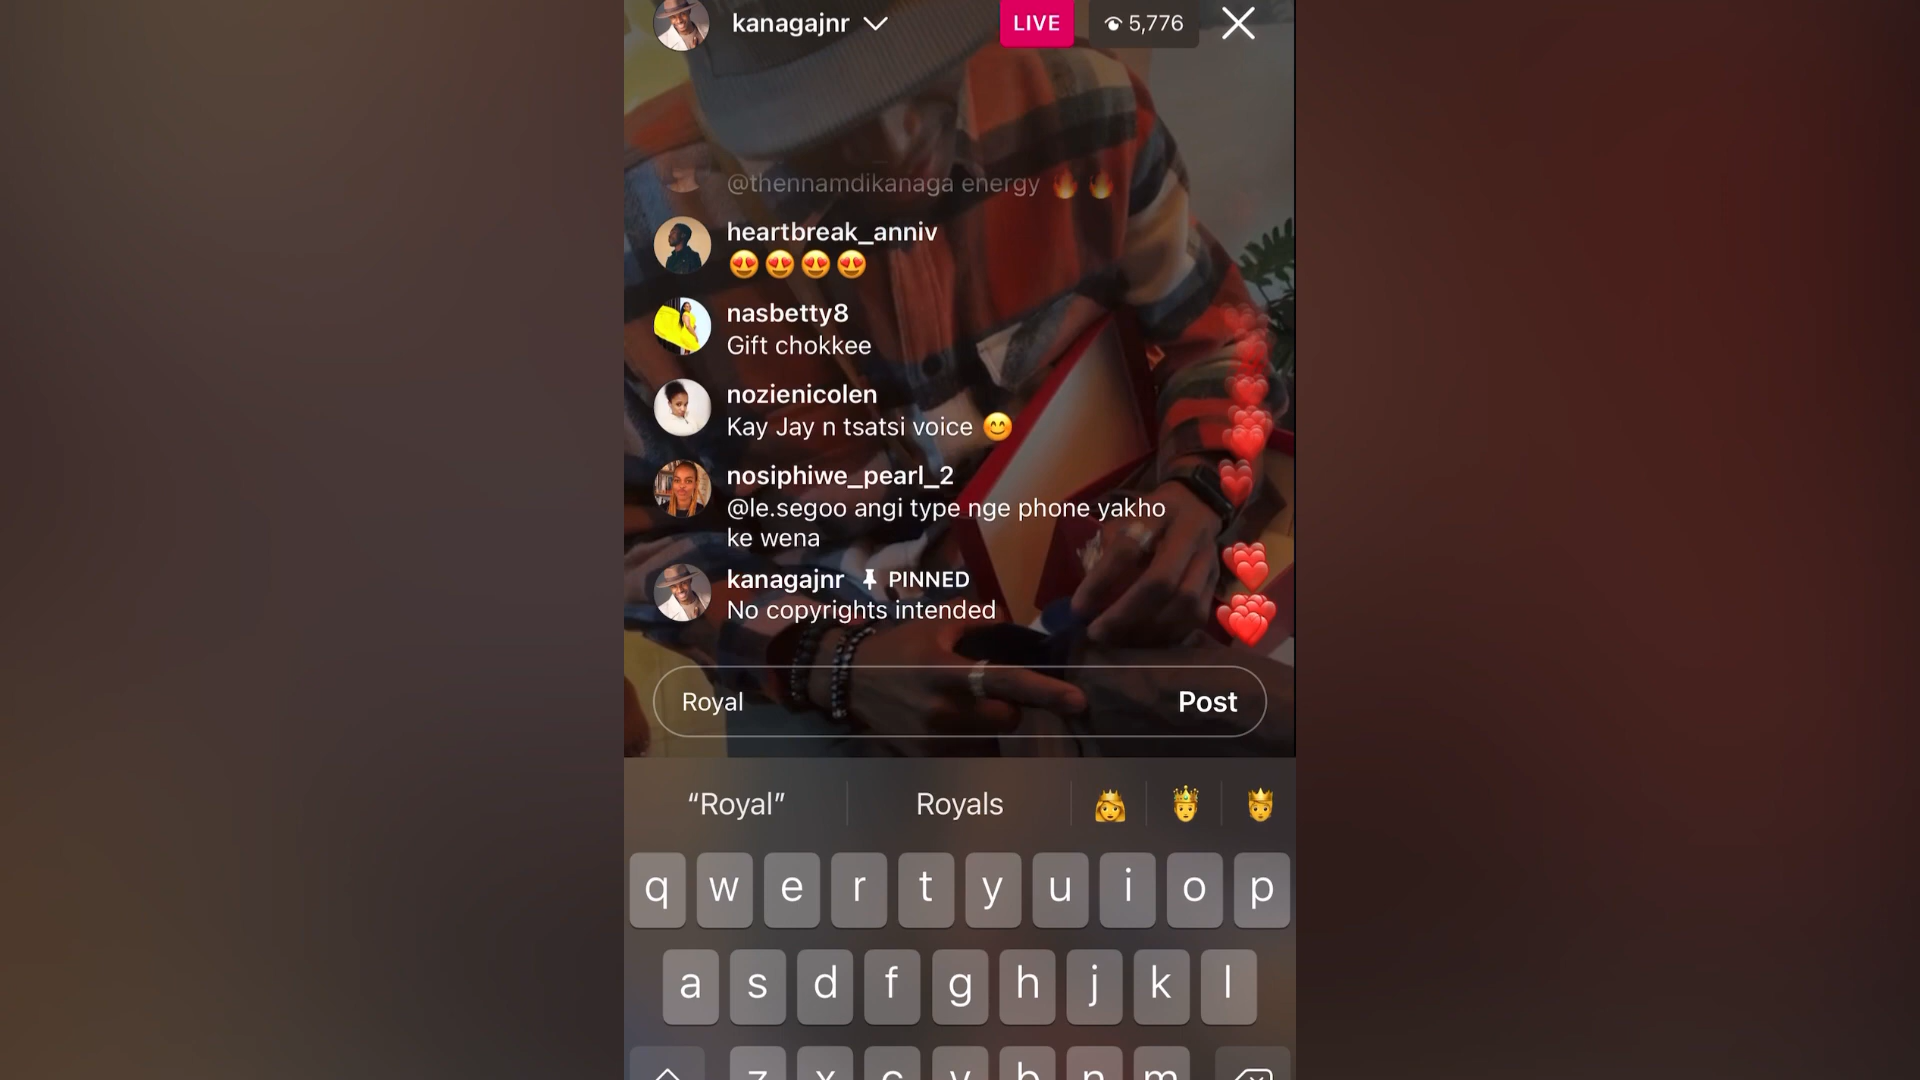 kanagajnr
LIVE
5,776
@thennamdikanaga energy 🔥🔥
heartbreak_anniv
😍😍😍😍
nasbetty8
Gift chokkee
nozienicolen
Kay Jay n tsatsi voice 😊
nosiphiwe_pearl_2
@le.segoo angi type nge phone yakho
ke wena
kanagajnr PINNED
No copyrights intended
Royal
Post
“Royal” Royals 👸🤴🫅
q w e r t y u i o p
a s d f g h j k l
z x c v b n m